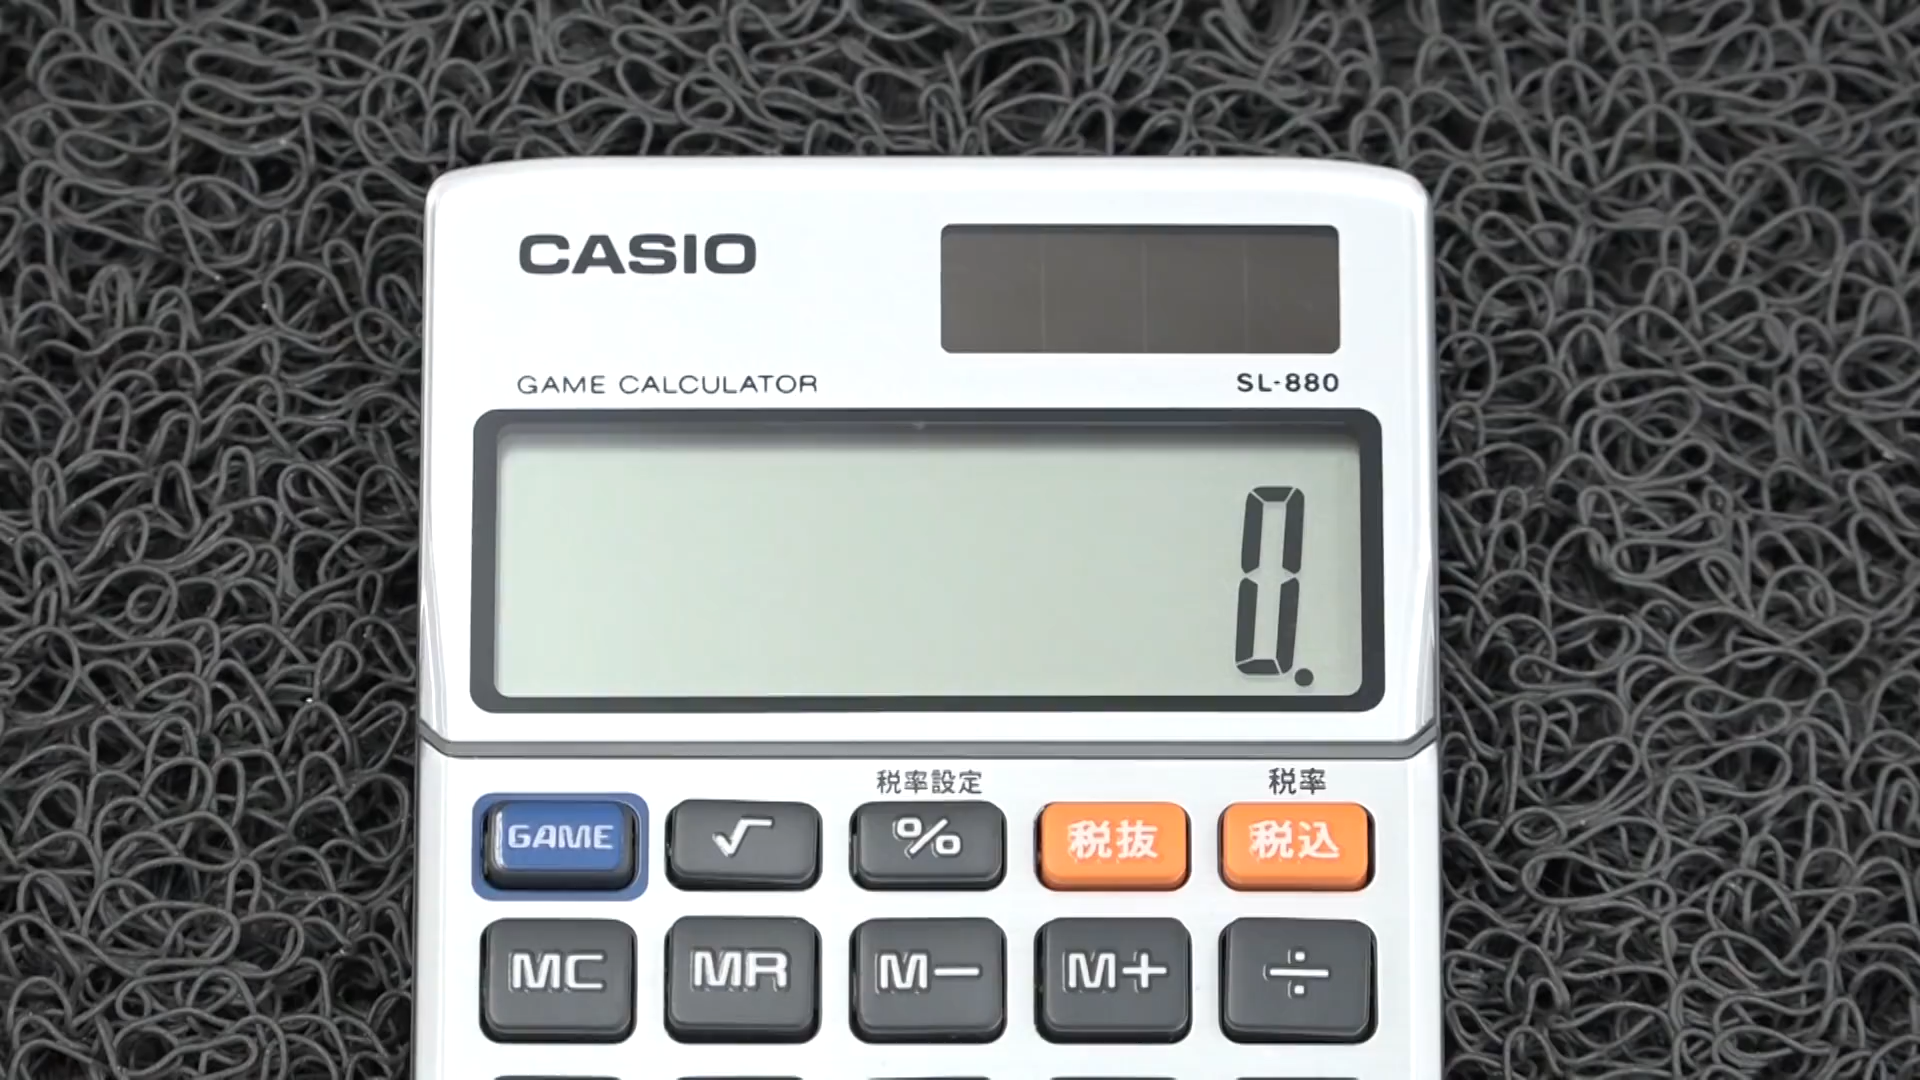 CASIO
GAME CALCULATOR
SL-880
0.
税率設定
税率
GAME
√
%
税抜
税込
MC
MR
M−
M+
÷